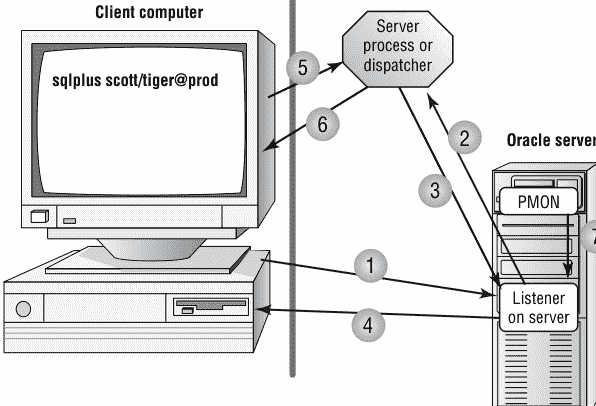 Client computer
sqlplus scott/tiger@prod
Server
process or
dispatcher
5
6
2
3
Oracle server
PMON
7
1
Listener
on server
4